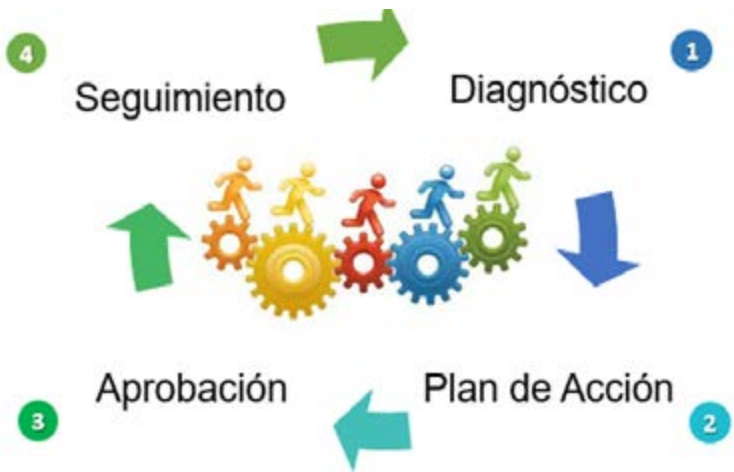 4
1
Seguimiento
Diagnóstico
Aprobación
Plan de Acción
3
2